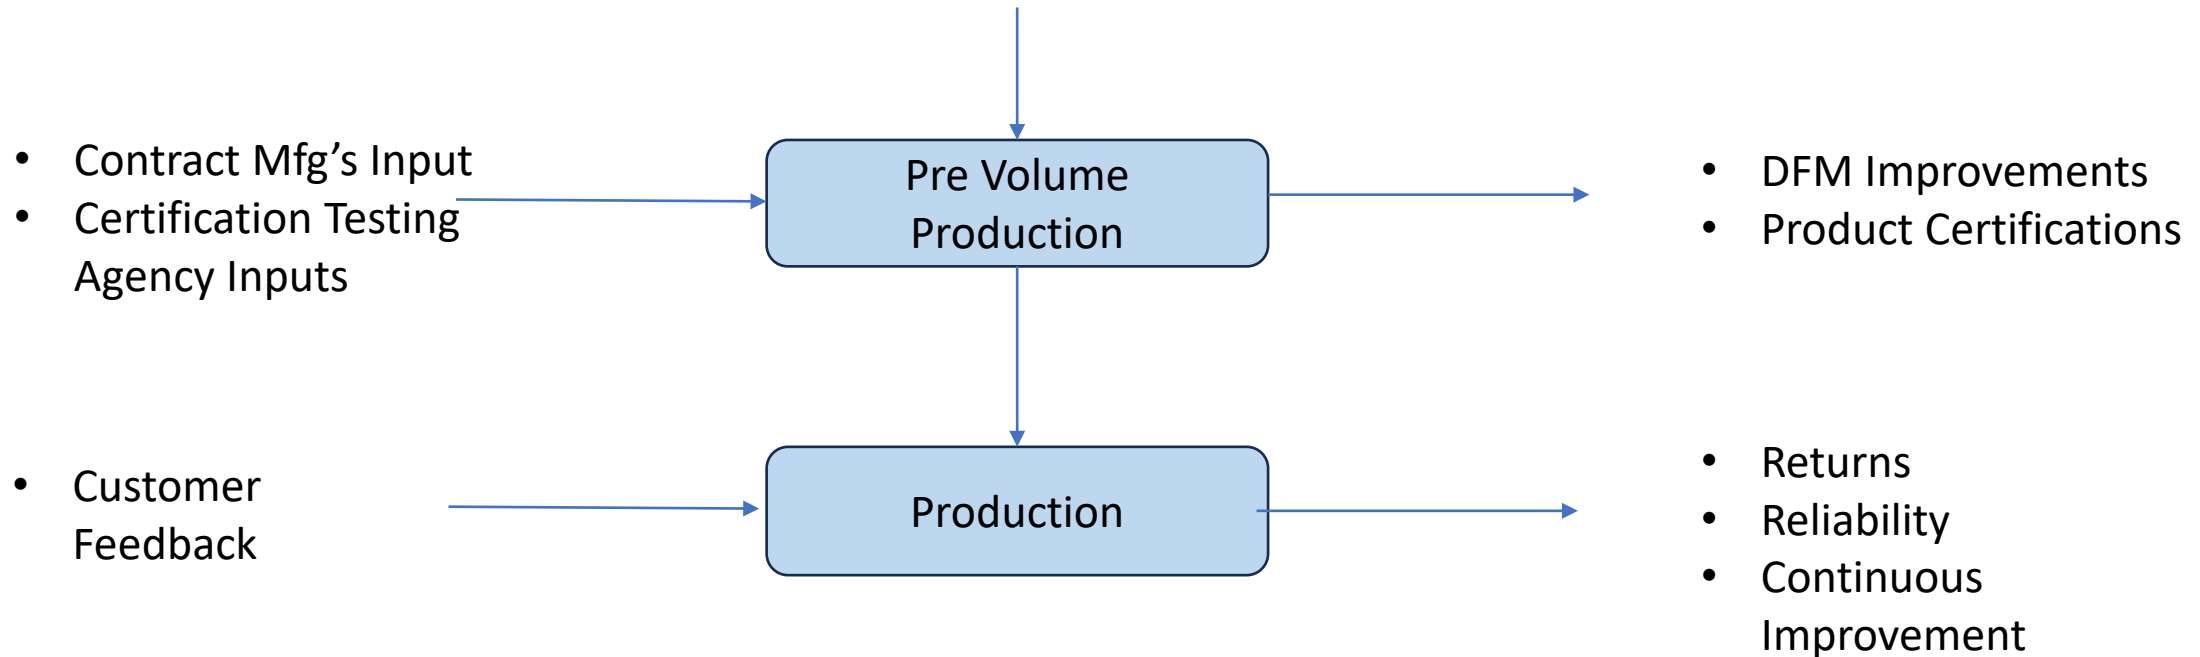 • Contract Mfg’s Input
• Certification Testing
Agency Inputs
Pre Volume
Production
• DFM Improvements
• Product Certifications
• Customer
Feedback
Production
• Returns
• Reliability
• Continuous
Improvement